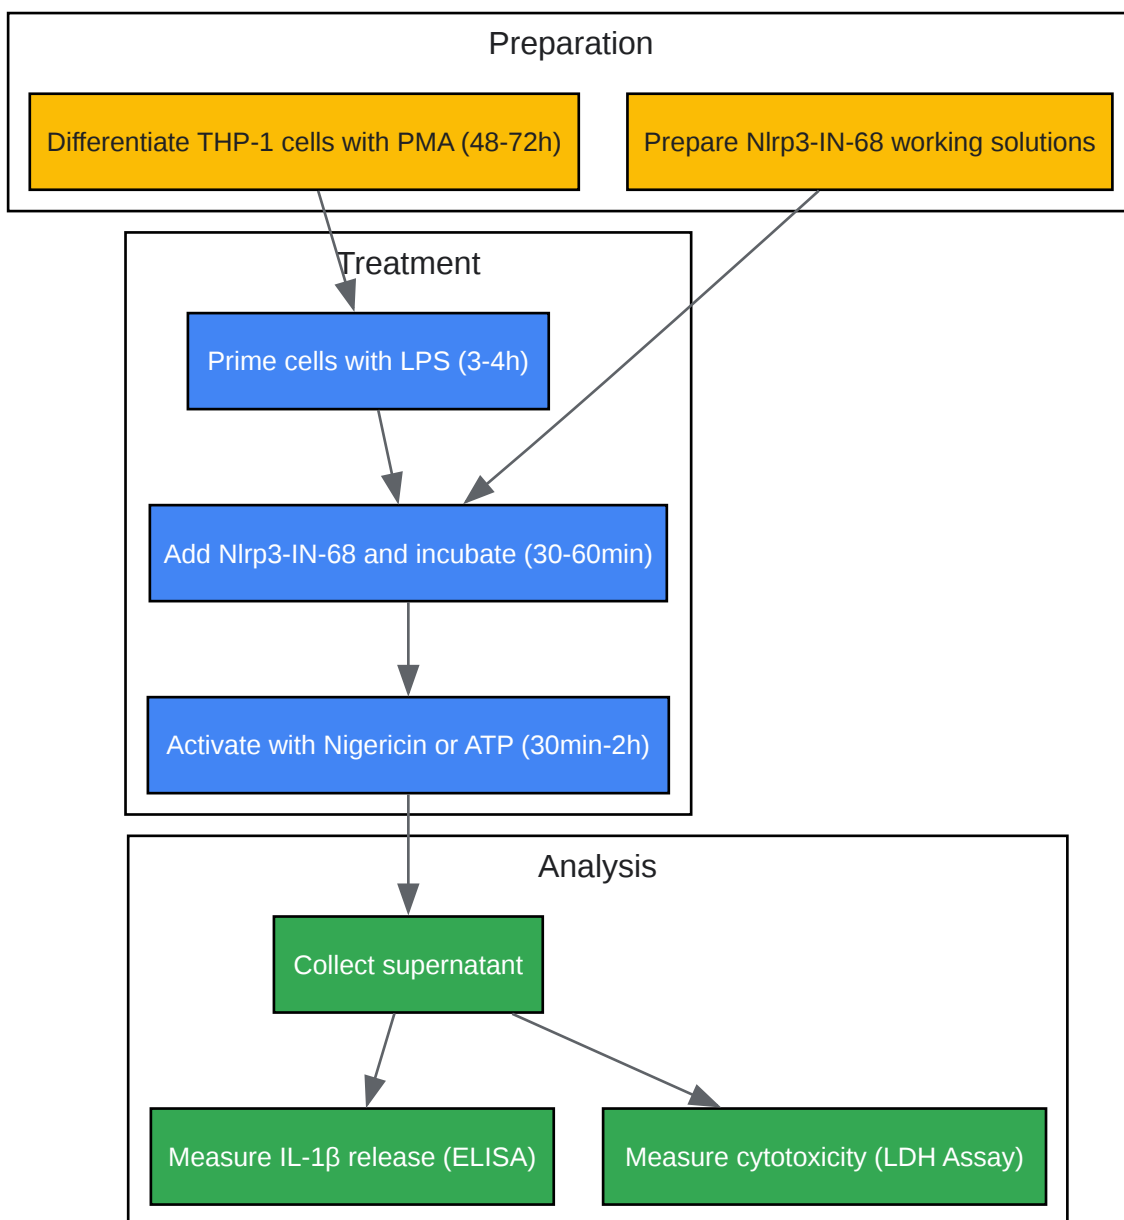 Preparation
Differentiate THP-1 cells with PMA (48-72h)
Prepare Nlrp3-IN-68 working solutions
Treatment
Prime cells with LPS (3-4h)
Add Nlrp3-IN-68 and incubate (30-60min)
Activate with Nigericin or ATP (30min-2h)
Analysis
Collect supernatant
Measure IL-1β release (ELISA)
Measure cytotoxicity (LDH Assay)